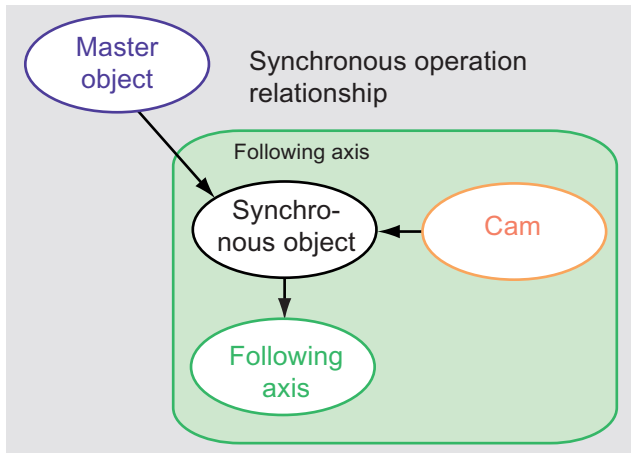 Master
object
Synchronous operation
relationship
Following axis
Synchro-
nous object
Cam
Following
axis